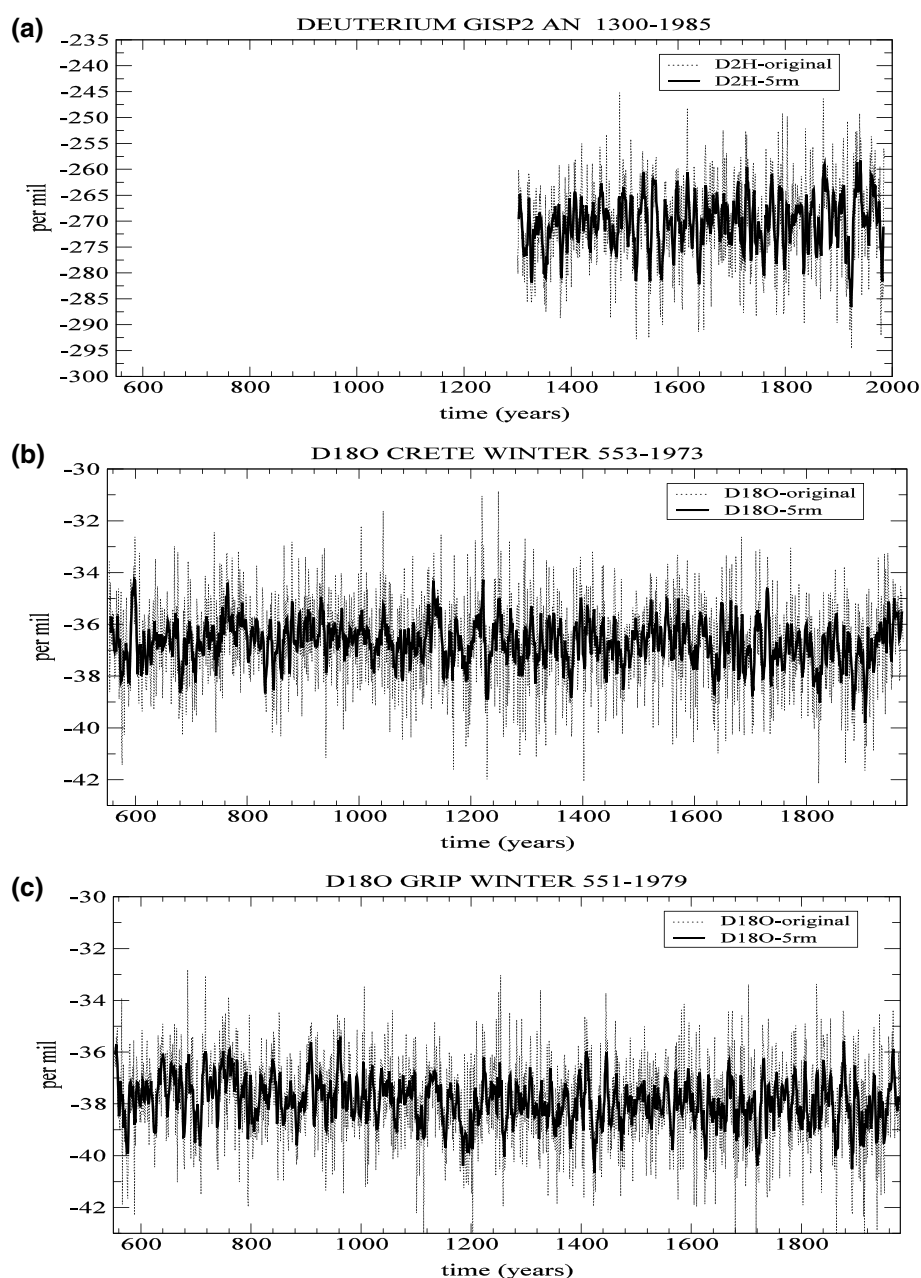 (a)
DEUTERIUM GISP2 AN 1300-1985
-235
-240
-245
-250
-255
-260
-265
-270
-275
-280
-285
-290
-295
-300
per mil
D2H-original
D2H-5rm
600 800 1000 1200 1400 1600 1800 2000
time (years)
(b)
D18O CRETE WINTER 553-1973
-30
-32
-34
-36
-38
-40
-42
per mil
D18O-original
D18O-5rm
600 800 1000 1200 1400 1600 1800
time (years)
(c)
D18O GRIP WINTER 551-1979
-30
-32
-34
-36
-38
-40
-42
per mil
D18O-original
D18O-5rm
600 800 1000 1200 1400 1600 1800
time (years)